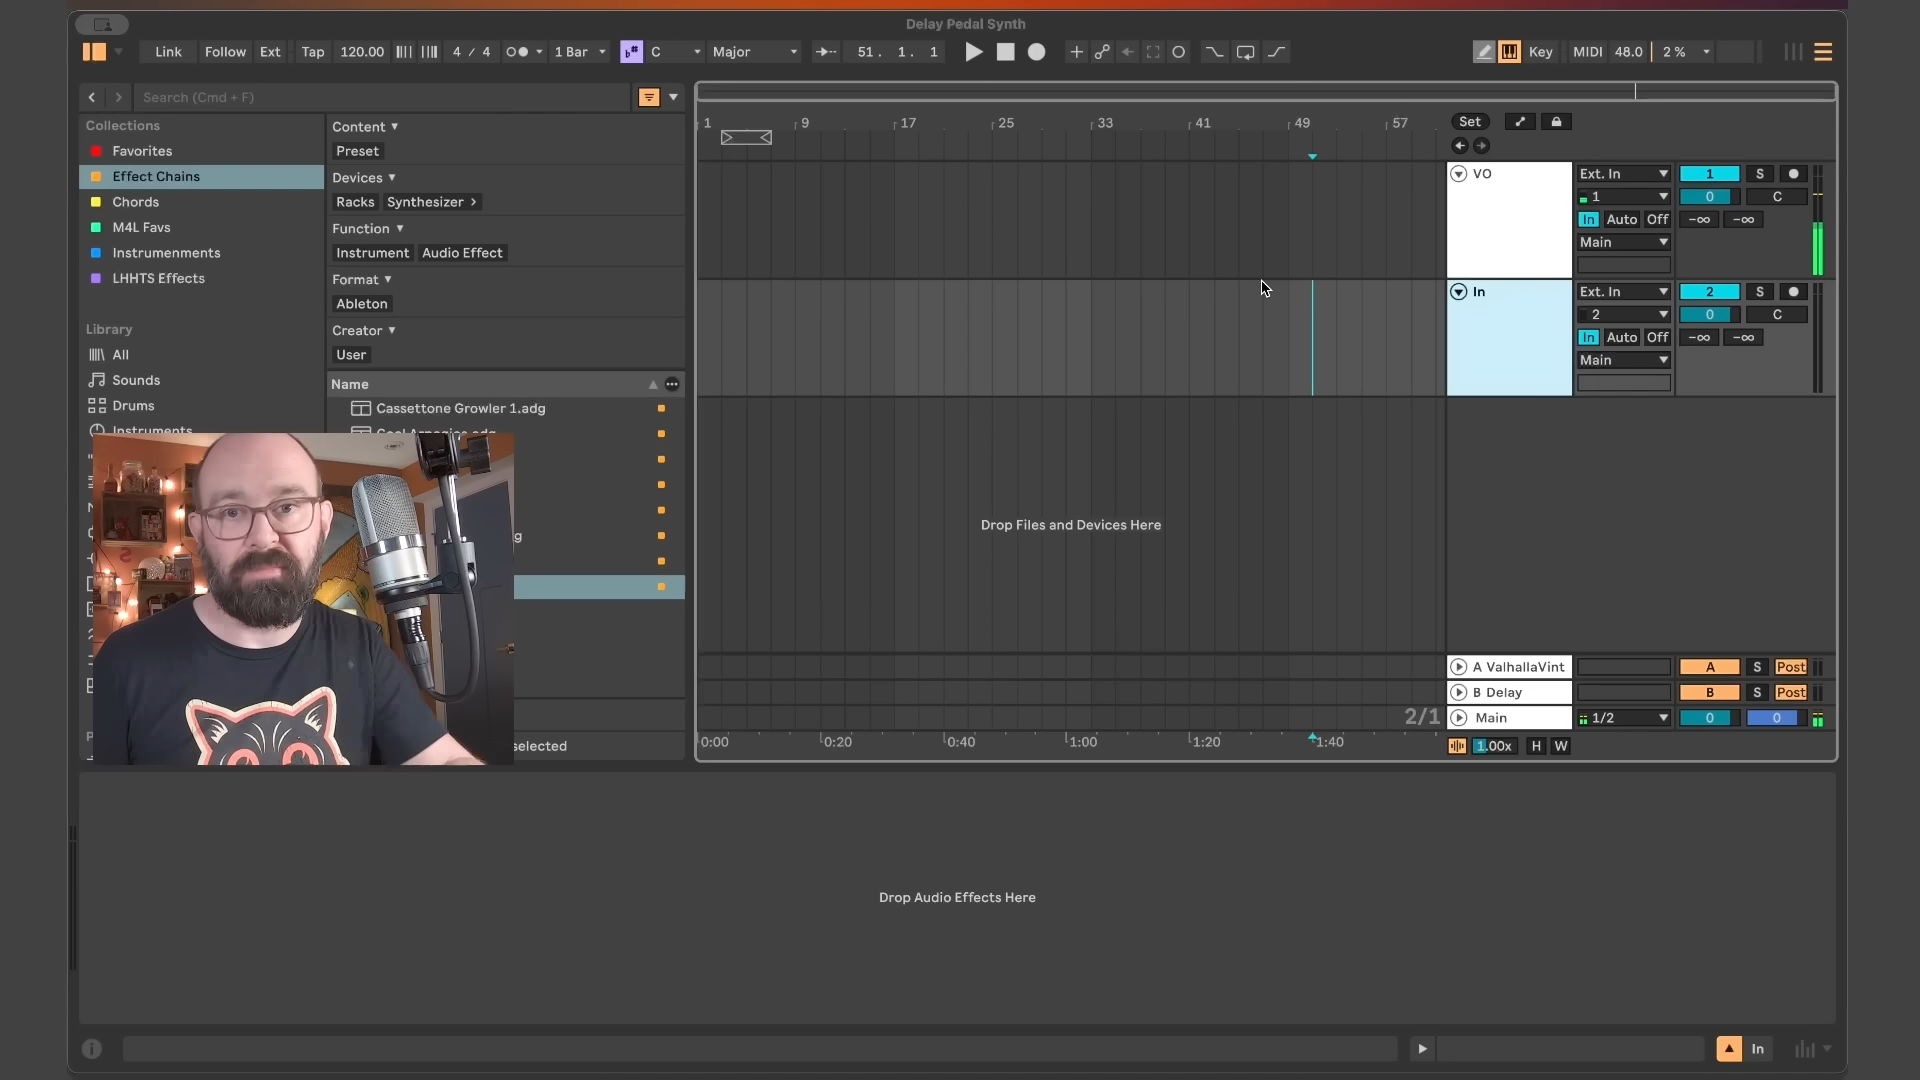 Delay Pedal Synth
Link Follow Ext Tap 120.00 4 / 4 1 Bar C Major 51. 1. 1 Key MIDI 48.0 2 %
Search (Cmd + F)
Collections
Favorites
Effect Chains
Chords
M4L Favs
Instrumenments
LHHTS Effects
Library
All
Sounds
Drums
Instruments
Content
Preset
Devices
Racks Synthesizer >
Function
Instrument Audio Effect
Format
Ableton
Creator
User
Name
Cassettone Growler 1.adg
g
selected
1 9 17 25 33 41 49 57
Set
VO
Ext. In 1 S
1 0 C
In Auto Off -∞ -∞
Main
In
Ext. In 2 S
2 0 C
In Auto Off -∞ -∞
Main
Drop Files and Devices Here
A ValhallaVint A S Post
B Delay B S Post
2/1
Main 1/2 0 0
0:00 0:20 0:40 1:00 1:20 1:40
1.00x H W
Drop Audio Effects Here
In